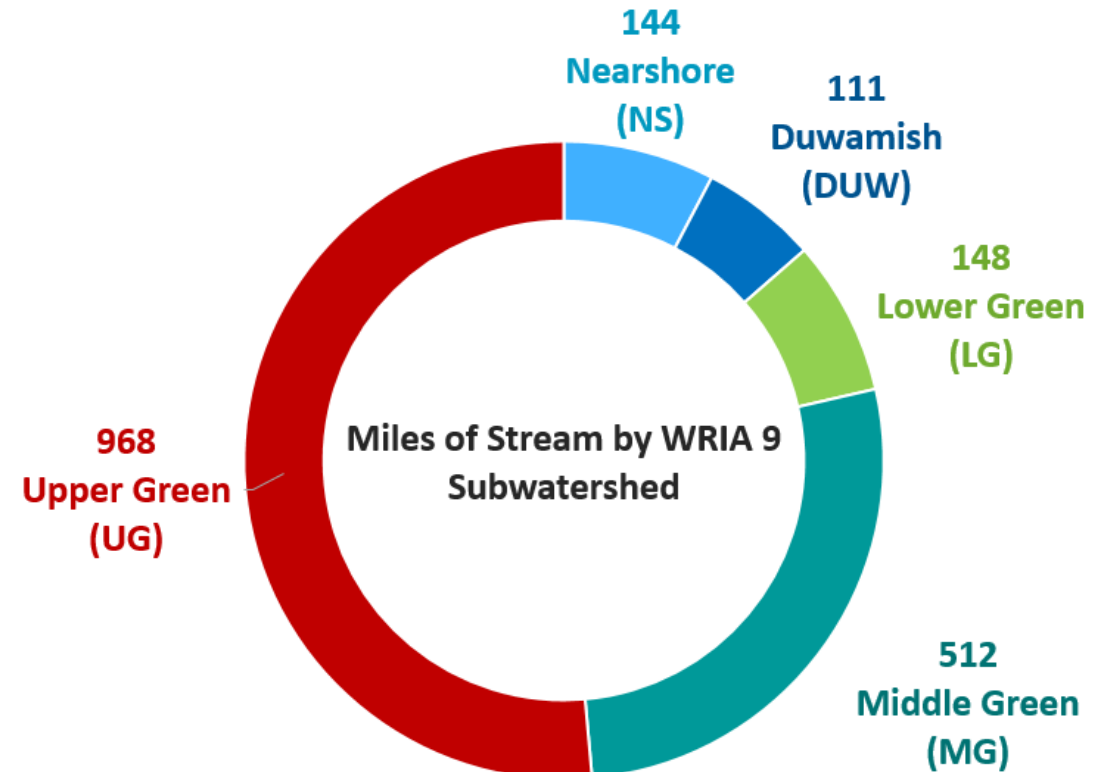 144
Nearshore
(NS)
111
Duwamish
(DUW)
148
Lower Green
(LG)
Miles of Stream by WRIA 9
Subwatershed
968
Upper Green
(UG)
512
Middle Green
(MG)